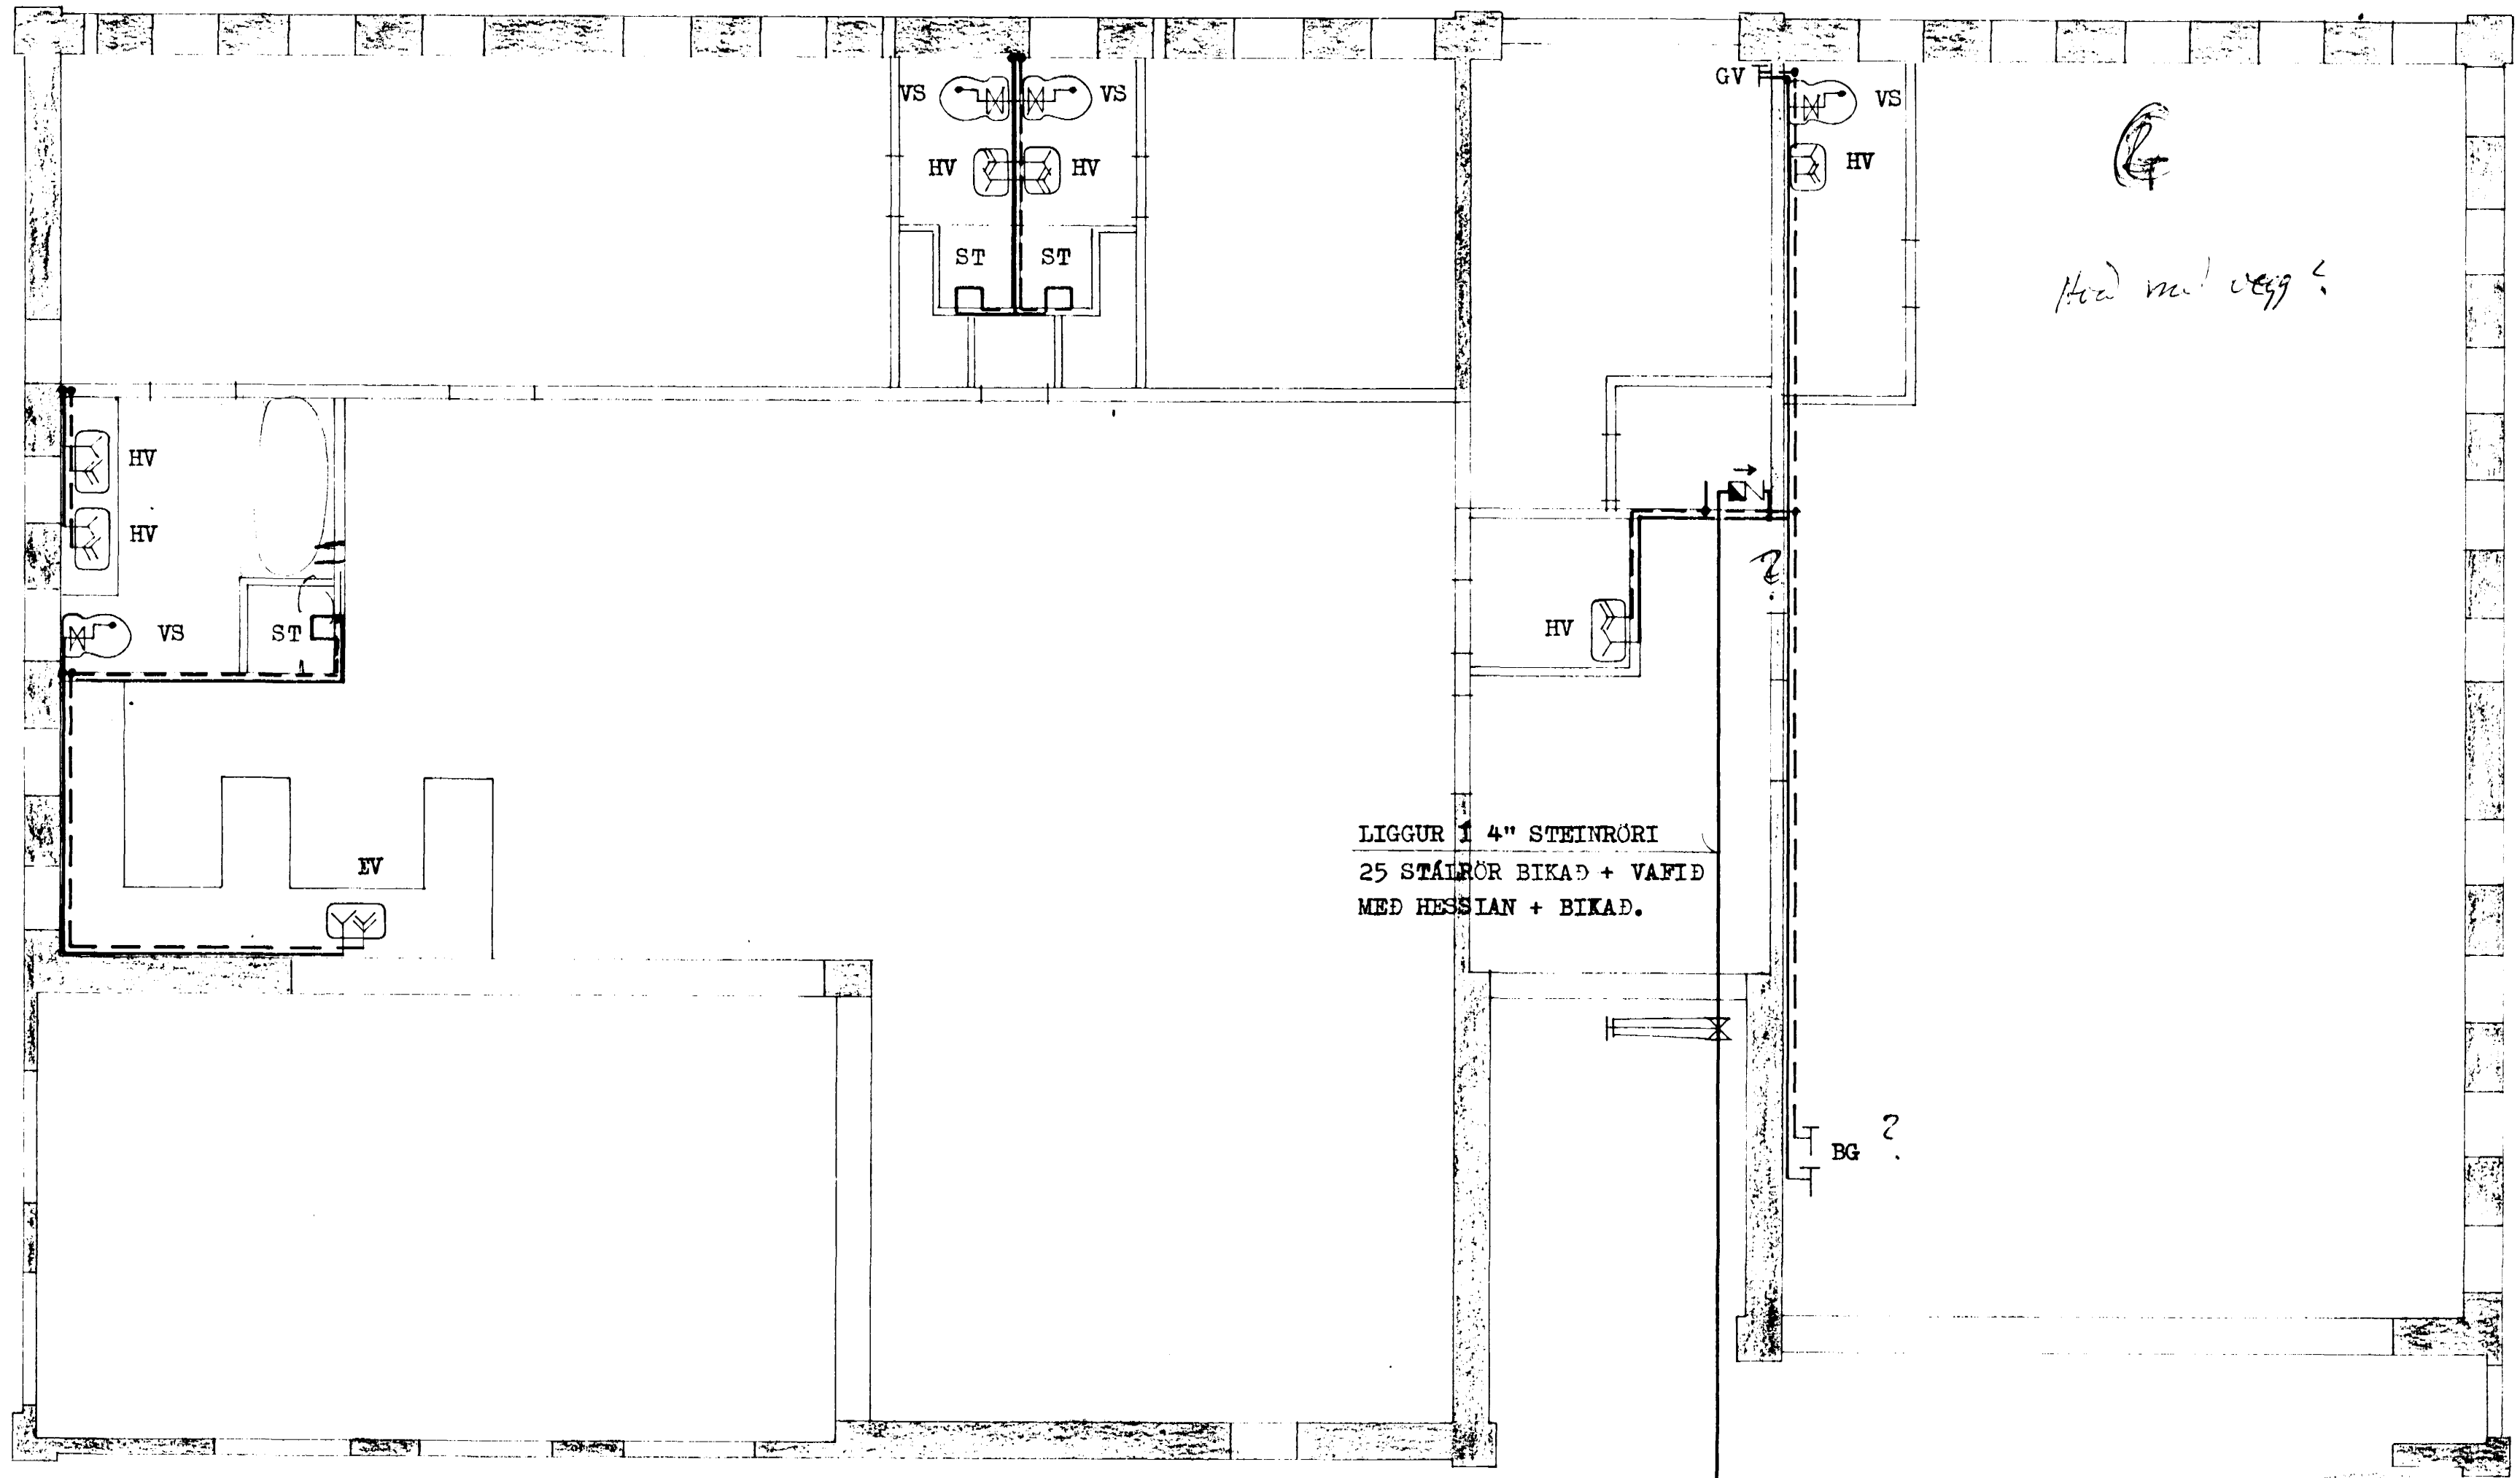 GV
VS VS VS
HV HV HV
ST ST
HV
HV
VS ST
HV
?
EV
LIGGUR Í 4" STEINRÖRI
25 STÁLRÖR BIKAÐ + VAFIÐ
MEÐ HESSIAN + BIKAÐ.
BG ?
vegg ?